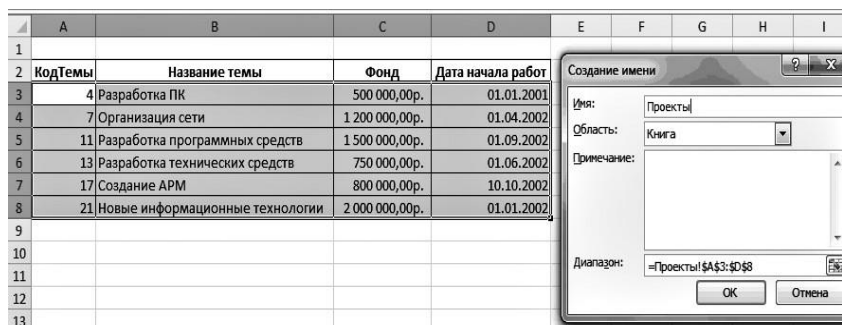 A B C D E F G H I
1
2 КодТемы Название темы Фонд Дата начала работ
3 4 Разработка ПК 500 000,00р. 01.01.2001
4 7 Организация сети 1 200 000,00р. 01.04.2002
5 11 Разработка программных средств 1 500 000,00р. 01.09.2002
6 13 Разработка технических средств 750 000,00р. 01.06.2002
7 17 Создание АРМ 800 000,00р. 10.10.2002
8 21 Новые информационные технологии 2 000 000,00р. 01.01.2002
9
10
11
12
13
Создание имени ? X
Имя: Проекты
Область: Книга
Примечание:
Диапазон: =Проекты!$A$3:$D$8
ОК Отмена